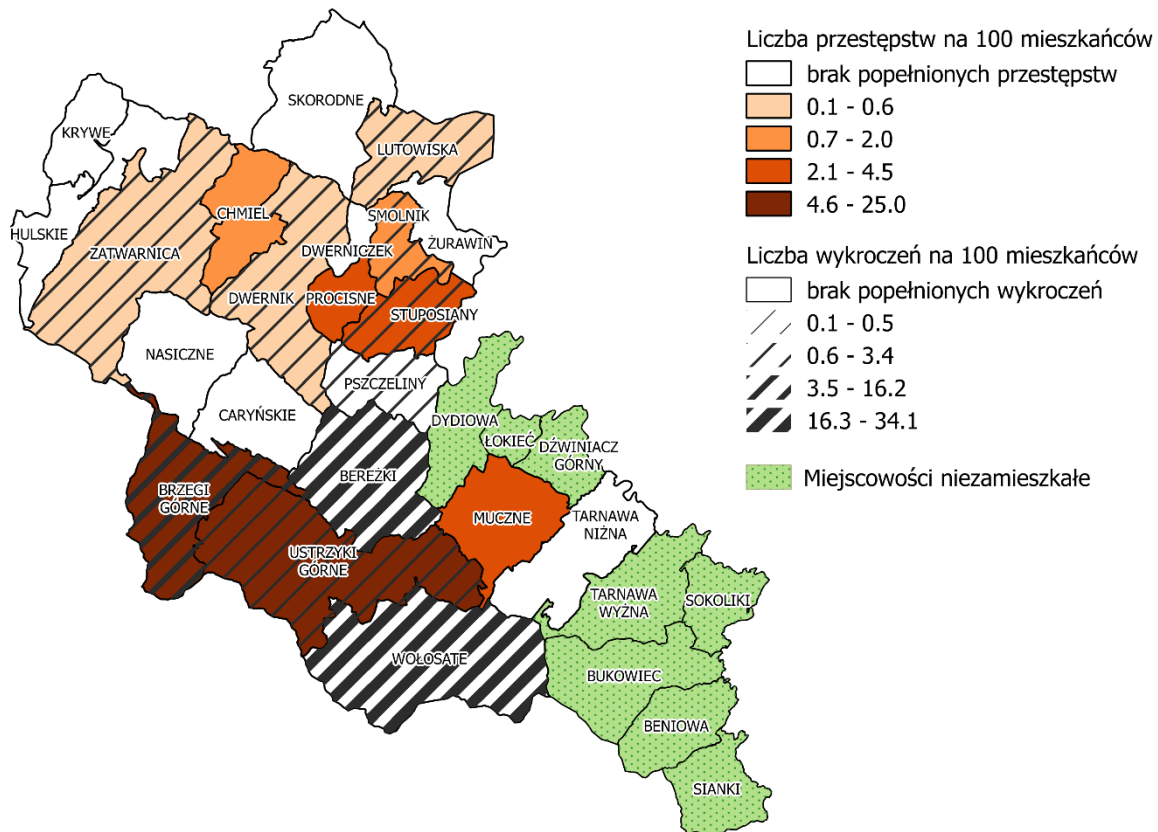 Liczba przestępstw na 100 mieszkańców
brak popełnionych przestępstw
0.1 - 0.6
0.7 - 2.0
2.1 - 4.5
4.6 - 25.0
Liczba wykroczeń na 100 mieszkańców
brak popełnionych wykroczeń
0.1 - 0.5
0.6 - 3.4
3.5 - 16.2
16.3 - 34.1
Miejscowości niezamieszkałe
SKORODNE
KRYWE
LUTOWISKA
CHMIEL
SMOLNIK
HULSKIE
ZATWARNICA
DWERNICZEK
ŻURAWIN
DWERNIK
PROCISNE
STUPOSIANY
NASICZNE
PSZCZELINY
CARYŃSKIE
DYDIOWA
ŁOKIEĆ
DŹWINIACZ
GÓRNY
BEREŻKI
BRZEGI
GÓRNE
MUCZNE
TARNAWA
NIŻNA
USTRZYKI
GÓRNE
TARNAWA
WYŻNA
SOKOLIKI
WOŁOSATE
BUKOWIEC
BENIOWA
SIANKI